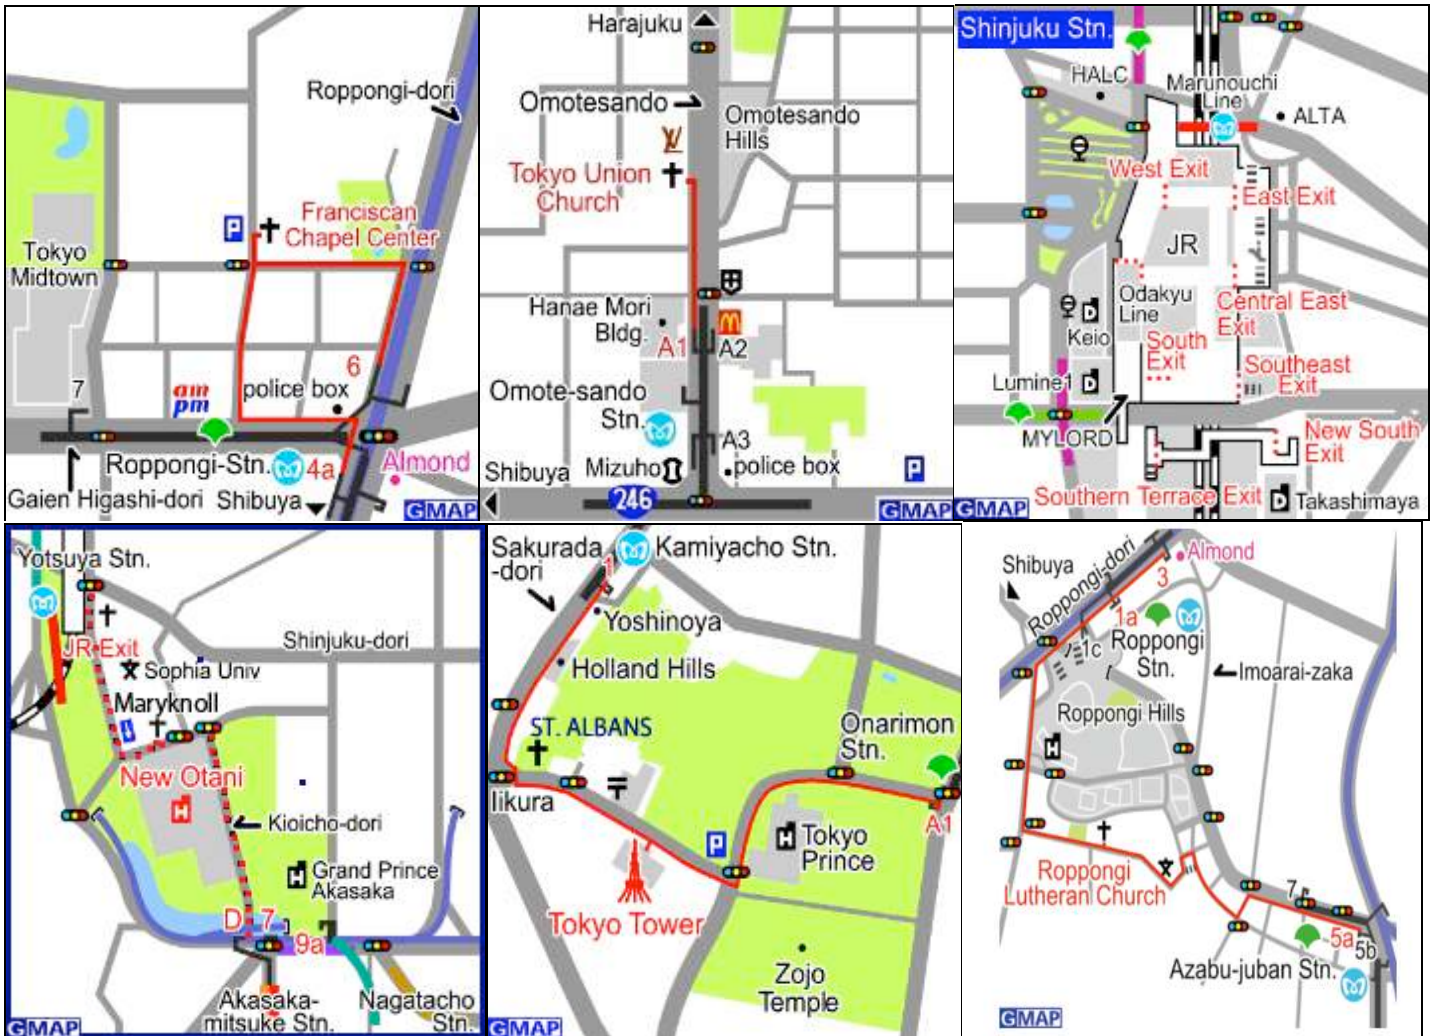 Roppongi-dori
P
Franciscan
Chapel Center
Tokyo
Midtown
7
am
pm
6
police box
Roppongi-Stn.
4a
Almond
Gaien Higashi-dori
Shibuya
GMAP
Harajuku
Omotesando
Omotesando
Hills
Tokyo Union
Church
Hanae Mori
Bldg.
A1
A2
Omote-sando
Stn.
A3
Mizuho
police box
Shibuya
246
P
GMAP
Shinjuku Stn.
HALC
Marunouchi
Line
ALTA
West Exit
East Exit
JR
Odakyu
Line
Central East
Exit
Keio
South
Exit
Southeast
Exit
Lumine1
MYLORD
New South
Exit
Southern Terrace Exit
Takashimaya
GMAP
Yotsuya Stn.
JR Exit
Shinjuku-dori
Sophia Univ
Maryknoll
New Otani
H
Kioicho-dori
H
Grand Prince
Akasaka
D
7
9a
Akasaka-
mitsuke Stn.
Nagatacho
Stn.
GMAP
Sakurada
-dori
Kamiyacho Stn.
1
Yoshinoya
Holland Hills
ST. ALBANS
Onarimon
Stn.
Iikura
A1
P
H
Tokyo
Prince
Tokyo Tower
Zojo
Temple
GMAP
Shibuya
Roppongi-dori
Almond
3
1a
1c
Roppongi
Stn.
Imoarai-zaka
Roppongi Hills
H
Roppongi
Lutheran Church
7
5a
5b
Azabu-juban Stn.
GMAP